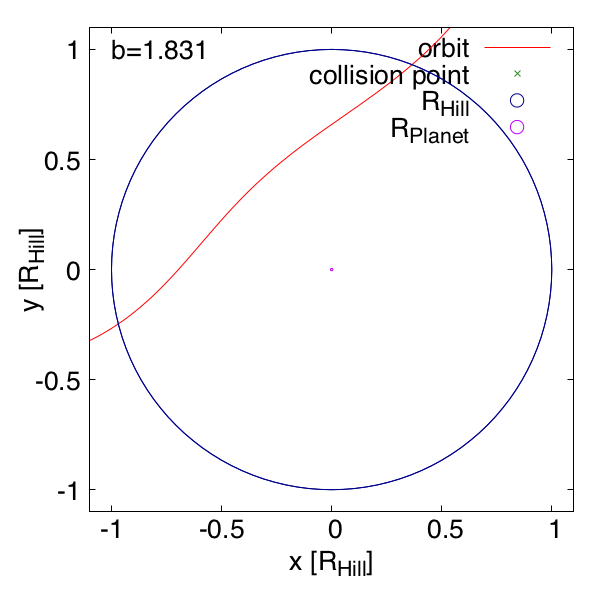 b=1.831
orbit
collision point
R_Hill
R_Planet
1
0.5
0
-0.5
-1
y [R_Hill]
-1
-0.5
0
0.5
1
x [R_Hill]